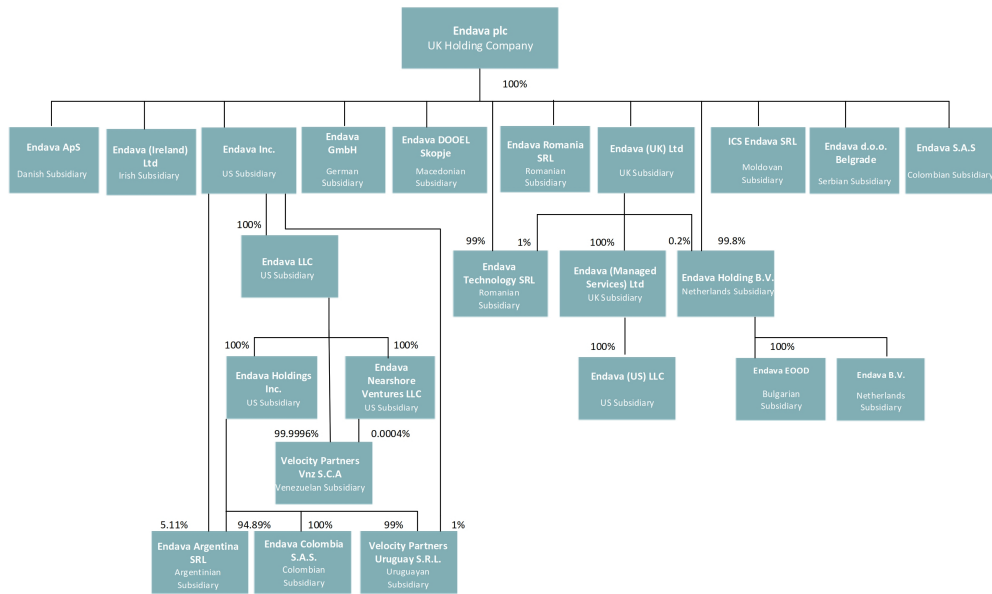 Endava plc
UK Holding Company
100%
Endava ApS
Danish Subsidiary
Endava (Ireland)
Ltd
Irish Subsidiary
Endava Inc.
US Subsidiary
Endava
GmbH
German
Subsidiary
Endava DOOEL
Skopje
Macedonian
Subsidiary
Endava Romania
SRL
Romanian
Subsidiary
Endava (UK) Ltd
UK Subsidiary
ICS Endava SRL
Moldovan
Subsidiary
Endava d.o.o.
Belgrade
Serbian Subsidiary
Endava S.A.S
Colombian Subsidiary
100%
99%
1%
100%
0.2%
99.8%
Endava LLC
US Subsidiary
Endava
Technology SRL
Romanian
Subsidiary
Endava (Managed
Services) Ltd
UK Subsidiary
Endava Holding B.V.
Netherlands Subsidiary
100%
100%
100%
100%
Endava Holdings
Inc.
US Subsidiary
Endava
Nearshore
Ventures LLC
US Subsidiary
Endava (US) LLC
US Subsidiary
Endava EOOD
Bulgarian
Subsidiary
Endava B.V.
Netherlands
Subsidiary
99.9996%
0.0004%
Velocity Partners
Vnz S.C.A
Venezuelan Subsidiary
5.11%
94.89%
100%
99%
1%
Endava Argentina
SRL
Argentinian
Subsidiary
Endava Colombia
S.A.S.
Colombian
Subsidiary
Velocity Partners
Uruguay S.R.L.
Uruguayan
Subsidiary